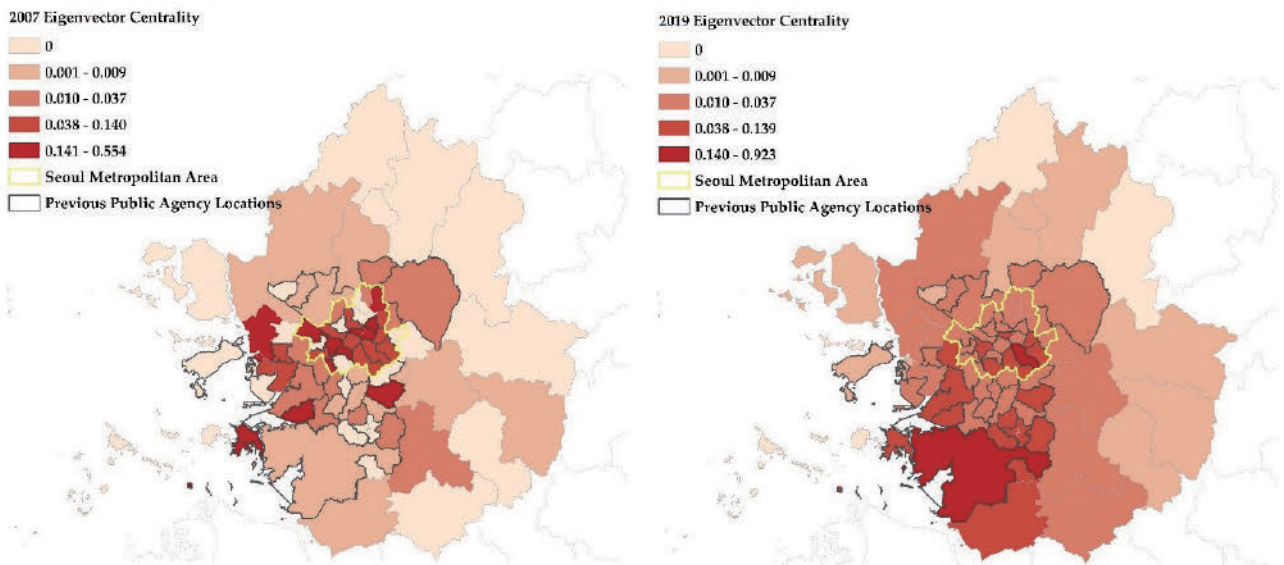 2007 Eigenvector Centrality
0
0.001 - 0.009
0.010 - 0.037
0.038 - 0.140
0.141 - 0.554
Seoul Metropolitan Area
Previous Public Agency Locations
2019 Eigenvector Centrality
0
0.001 - 0.009
0.010 - 0.037
0.038 - 0.139
0.140 - 0.923
Seoul Metropolitan Area
Previous Public Agency Locations